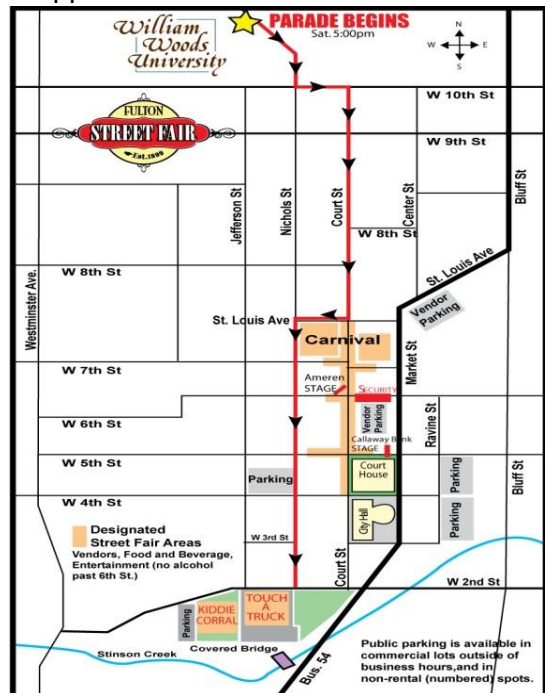 William
Woods
University
PARADE BEGINS
Sat. 5:00pm
N
W
E
S
W 10th St
FULTON
STREET FAIR
Est. 1899
W 9th St
Jefferson St
Nichols St
Court St
Center St
Bluff St
W 8th St
W 8th St
Westminster Ave.
St. Louis Ave
St. Louis Ave
Vendor
Parking
Carnival
W 7th St
Market St
Ameren
STAGE
SECURITY
W 6th St
Vendor
Parking
Ravine St
Callaway Bank
STAGE
W 5th St
Court
House
Parking
Parking
Bluff St
W 4th St
City Hall
Parking
Designated
Street Fair Areas
Vendors, Food and Beverage,
Entertainment (no alcohol
past 6th St.)
W 3rd St
Court St
W 2nd St
Parking
KIDDIE
CORRAL
TOUCH
A
TRUCK
Covered Bridge
Stinson Creek
Bus. 54
Public parking is available in
commercial lots outside of
business hours,and in
non-rental (numbered) spots.